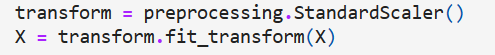 transform = preprocessing.StandardScaler()
X = transform.fit_transform(X)